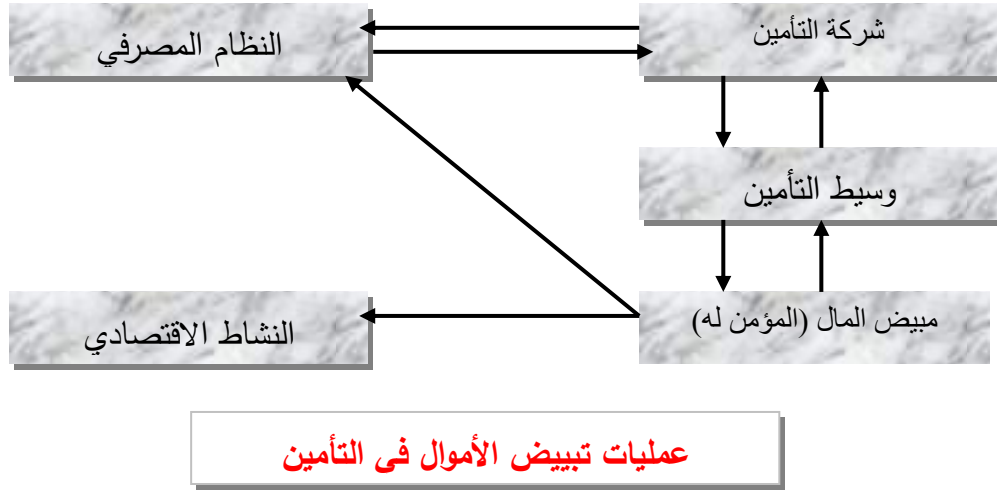 شركة التأمين
النظام المصرفي
وسيط التأمين
مبيض المال (المؤمن له)
النشاط الاقتصادي
عمليات تبييض الأموال فى التأمين